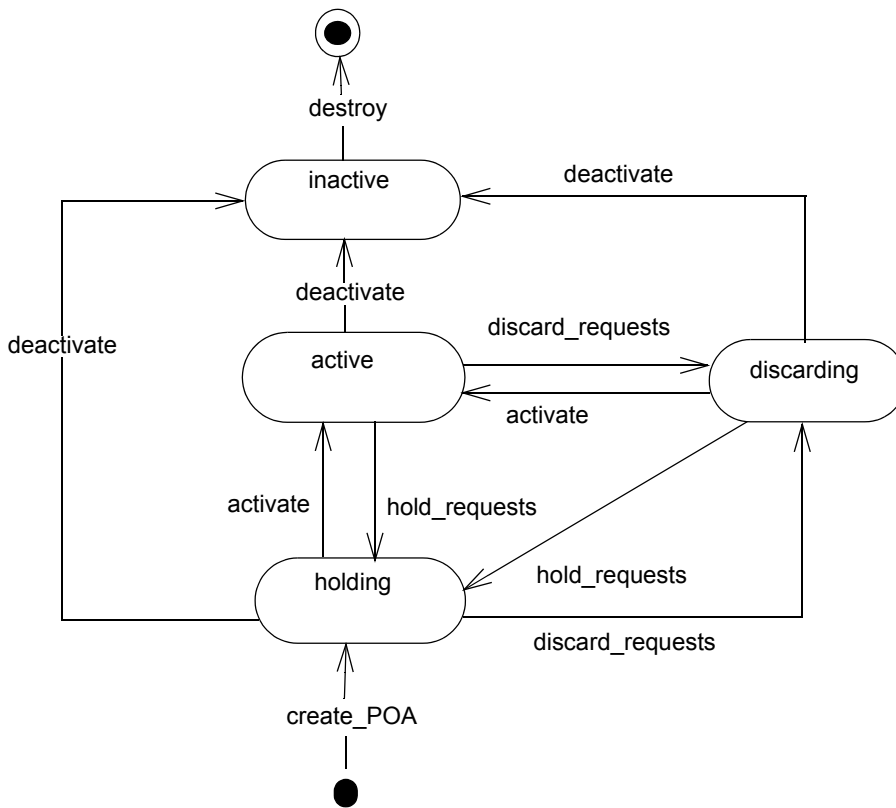 destroy
inactive
deactivate
deactivate
discard_requests
deactivate
active
discarding
activate
activate
hold_requests
holding
hold_requests
discard_requests
create_POA